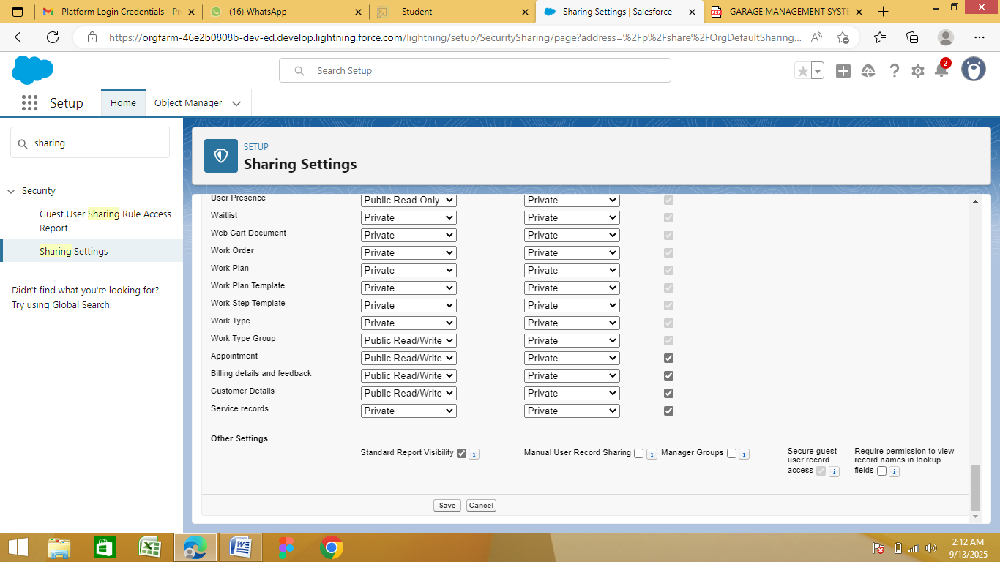 Platform Login Credentials - Pr
(16) WhatsApp
- Student
Sharing Settings | Salesforce
GARAGE MANAGEMENT SYSTE
https://orgfarm-46e2b0808b-dev-ed.develop.lightning.force.com/lightning/setup/SecuritySharing/page?address=%2Fp%2Fshare%2FOrgDefaultSharing...
Search Setup
2
Setup
Home
Object Manager
sharing
Security
Guest User Sharing Rule Access
Report
Sharing Settings
Didn't find what you're looking for?
Try using Global Search.
SETUP
Sharing Settings
User Presence Public Read Only Private
Waitlist Private Private
Web Cart Document Private Private
Work Order Private Private
Work Plan Private Private
Work Plan Template Private Private
Work Step Template Private Private
Work Type Private Private
Work Type Group Public Read/Write Private
Appointment Public Read/Write Private
Billing details and feedback Public Read/Write Private
Customer Details Public Read/Write Private
Service records Private Private
Other Settings
Standard Report Visibility
Manual User Record Sharing
Manager Groups
Secure guest
user record
access
Require permission to view
record names in lookup
fields
Save Cancel
2:12 AM
9/13/2025